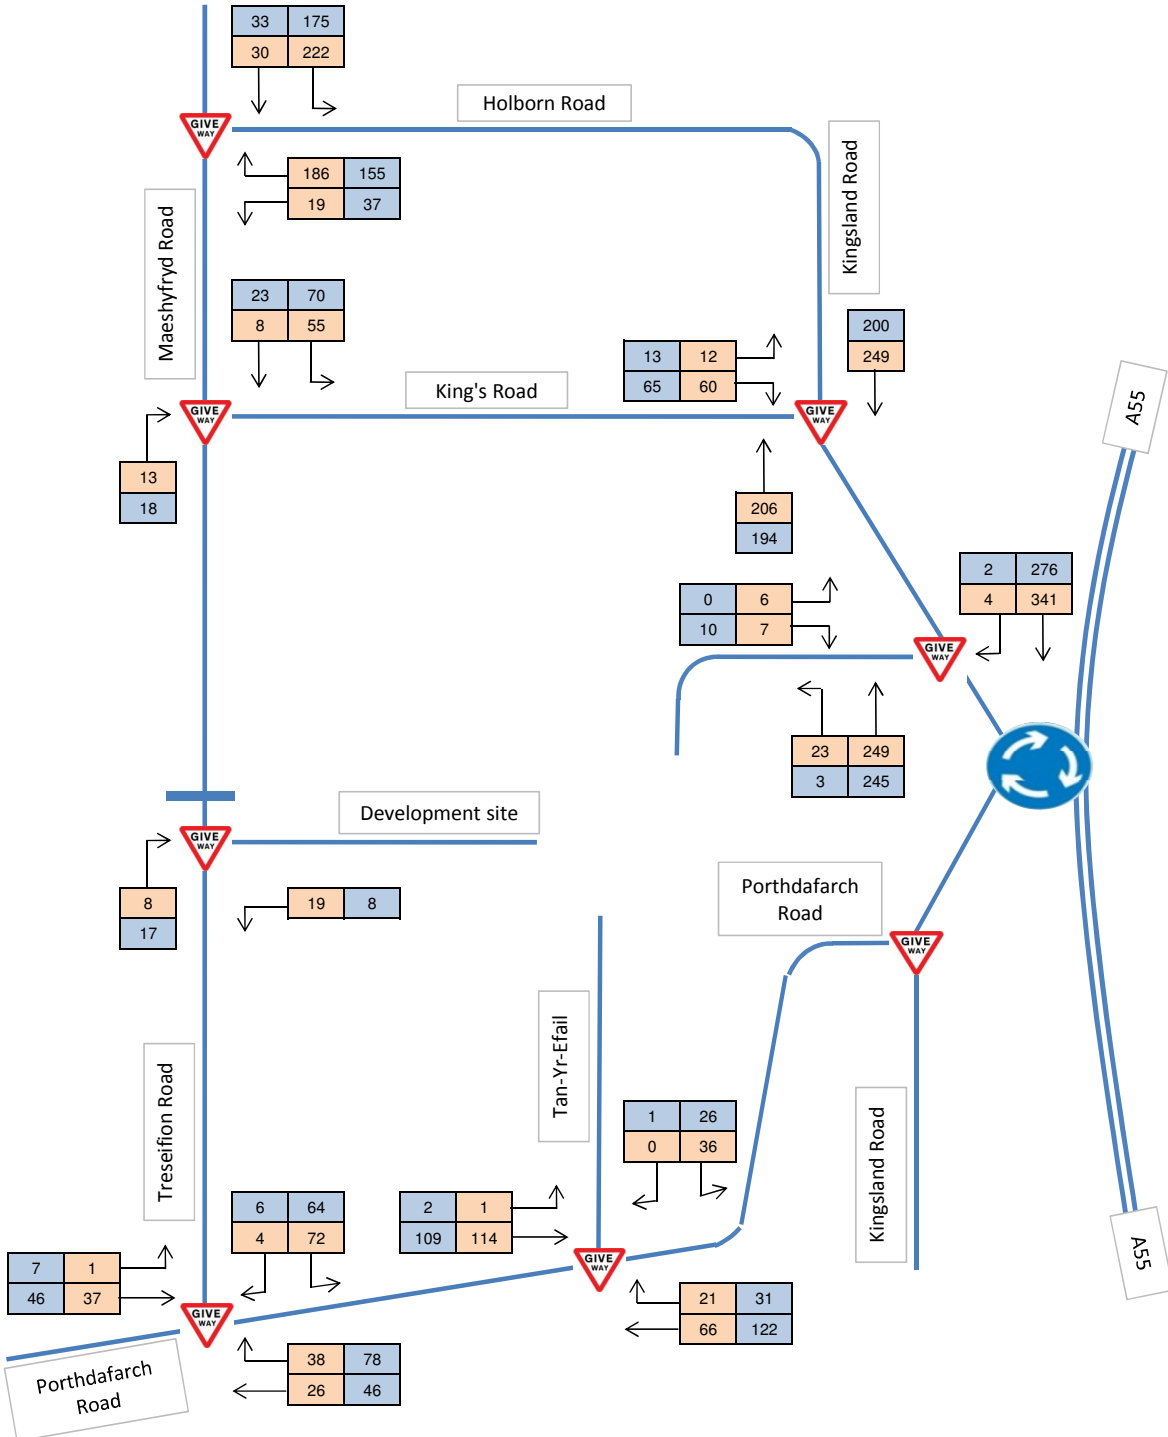 33 175
30 222
Holborn Road
GIVE
WAY
Kingsland Road
186 155
19 37
Maeshyfryd Road
23 70
8 55
200
249
13 12
65 60
King's Road
GIVE
WAY
GIVE
WAY
A55
13
18
206
194
2 276
4 341
0 6
10 7
GIVE
WAY
23 249
3 245
Development site
GIVE
WAY
8
17
19 8
Porthdafarch
Road
GIVE
WAY
Tan-Yr-Efail
Treseifion Road
Kingsland Road
1 26
0 36
6 64
4 72
2 1
109 114
7 1
46 37
GIVE
WAY
A55
21 31
66 122
GIVE
WAY
38 78
26 46
Porthdafarch
Road